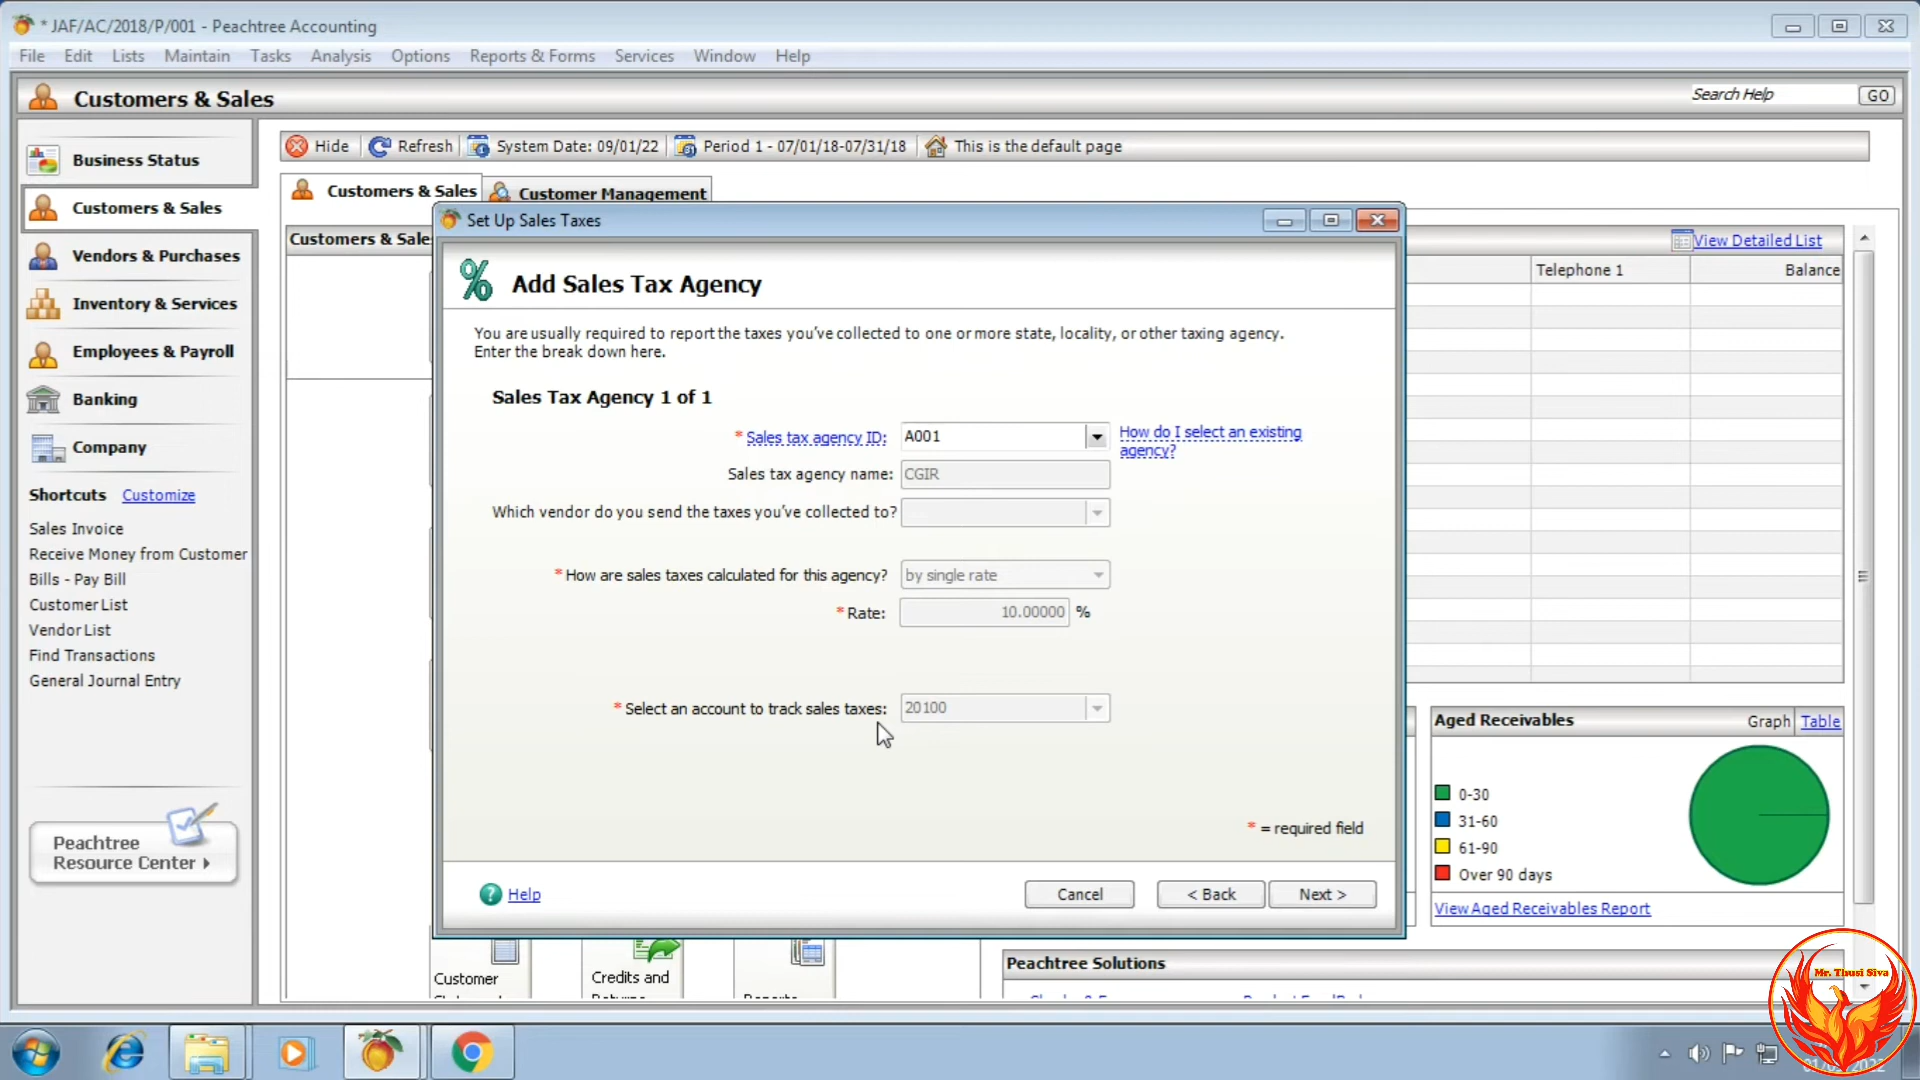 * JAF/AC/2018/P/001 - Peachtree Accounting
File Edit Lists Maintain Tasks Analysis Options Reports & Forms Services Window Help
Customers & Sales
Search Help
GO
Business Status
Customers & Sales
Vendors & Purchases
Inventory & Services
Employees & Payroll
Banking
Company
Shortcuts Customize
Sales Invoice
Receive Money from Customer
Bills - Pay Bill
Customer List
Vendor List
Find Transactions
General Journal Entry
Peachtree
Resource Center
Hide Refresh System Date: 09/01/22 Period 1 - 07/01/18-07/31/18 This is the default page
Customers & Sales Customer Management
Customers & Sale
View Detailed List
Telephone 1 Balance
Set Up Sales Taxes
Add Sales Tax Agency
You are usually required to report the taxes you've collected to one or more state, locality, or other taxing agency.
Enter the break down here.
Sales Tax Agency 1 of 1
* Sales tax agency ID: A001
How do I select an existing
agency?
Sales tax agency name: CGIR
Which vendor do you send the taxes you've collected to?
* How are sales taxes calculated for this agency? by single rate
* Rate: 10.00000 %
* Select an account to track sales taxes: 20100
* = required field
? Help
Cancel < Back Next >
Aged Receivables Graph Table
0-30
31-60
61-90
Over 90 days
View Aged Receivables Report
Customer
Credits and
Peachtree Solutions
Mr. Thusi Siva